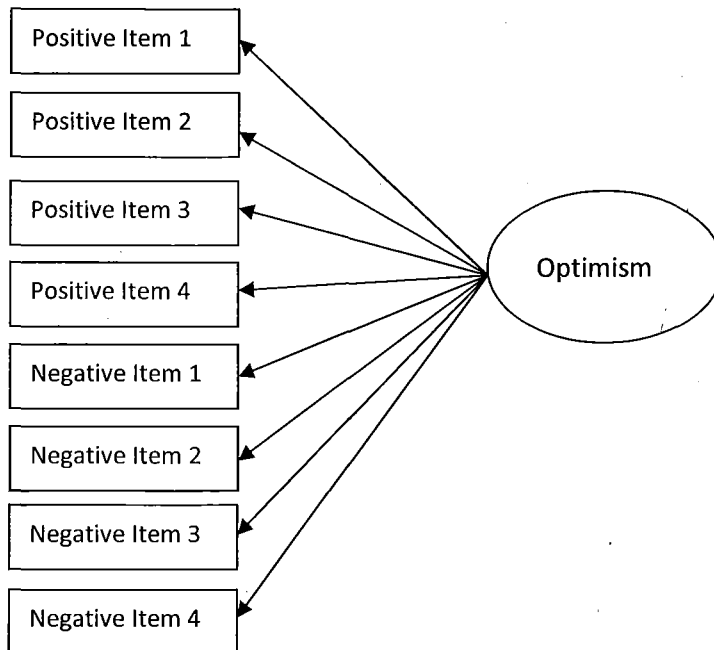 Positive Item 1
Positive Item 2
Positive Item 3
Positive Item 4
Optimism
Negative Item 1
Negative Item 2
Negative Item 3
Negative Item 4